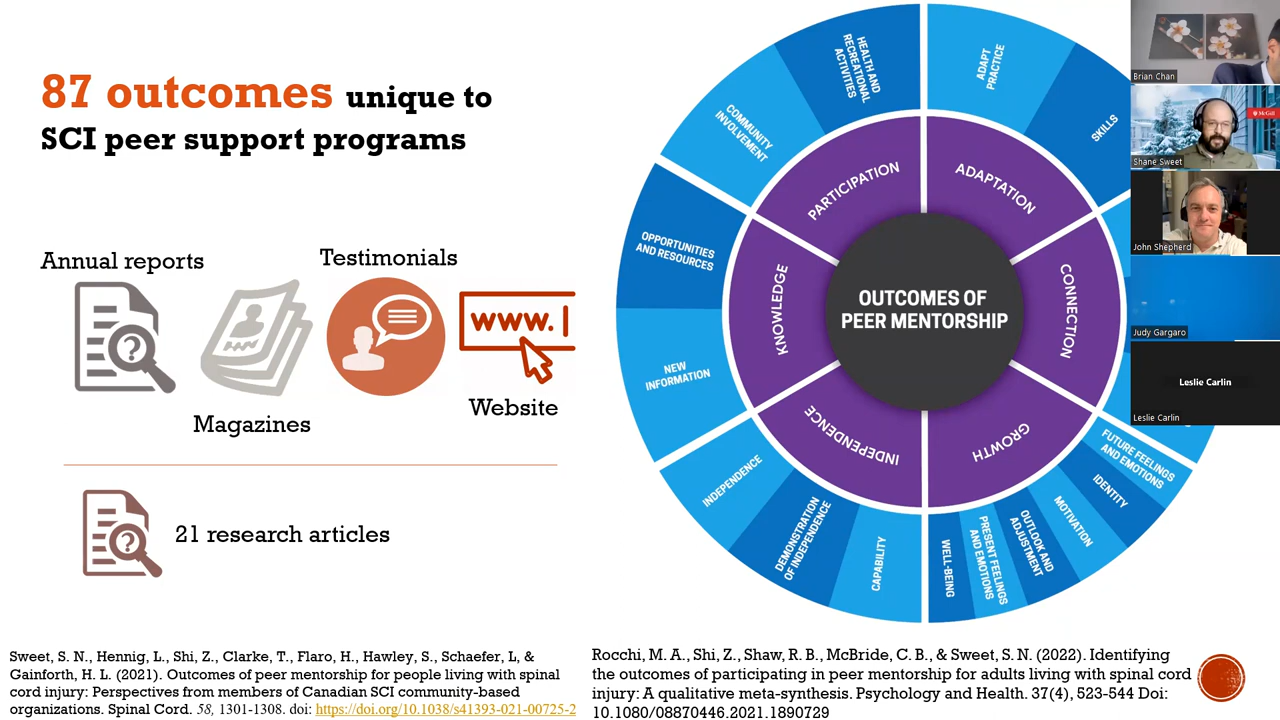 87 outcomes unique to
SCI peer support programs
Annual reports
Testimonials
www.
Magazines
Website
21 research articles
OUTCOMES OF
PEER MENTORSHIP
PARTICIPATION
ADAPTATION
CONNECTION
GROWTH
INDEPENDENCE
KNOWLEDGE
HEALTH AND
RECREATIONAL
ACTIVITIES
ADAPT
PRACTICE
SKILLS
COMMUNITY
INVOLVEMENT
OPPORTUNITIES
AND RESOURCES
NEW
INFORMATION
INDEPENDENCE
DEMONSTRATION
OF INDEPENDENCE
CAPABILITY
WELL-BEING
PRESENT FEELINGS
AND EMOTIONS
OUTLOOK AND
ADJUSTMENT
MOTIVATION
IDENTITY
FUTURE FEELINGS
AND EMOTIONS
Brian Chan
McGill
Shane Sweet
John Shepherd
Judy Gargaro
Leslie Carlin
Leslie Carlin
Sweet, S. N., Hennig, L., Shi, Z., Clarke, T., Flaro, H., Hawley, S., Schaefer, L, &
Gainforth, H. L. (2021). Outcomes of peer mentorship for people living with spinal
cord injury: Perspectives from members of Canadian SCI community-based
organizations. Spinal Cord. 58, 1301-1308. doi: https://doi.org/10.1038/s41393-021-00725-2
Rocchi, M. A., Shi, Z., Shaw, R. B., McBride, C. B., & Sweet, S. N. (2022). Identifying
the outcomes of participating in peer mentorship for adults living with spinal cord
injury: A qualitative meta-synthesis. Psychology and Health. 37(4), 523-544 Doi:
10.1080/08870446.2021.1890729